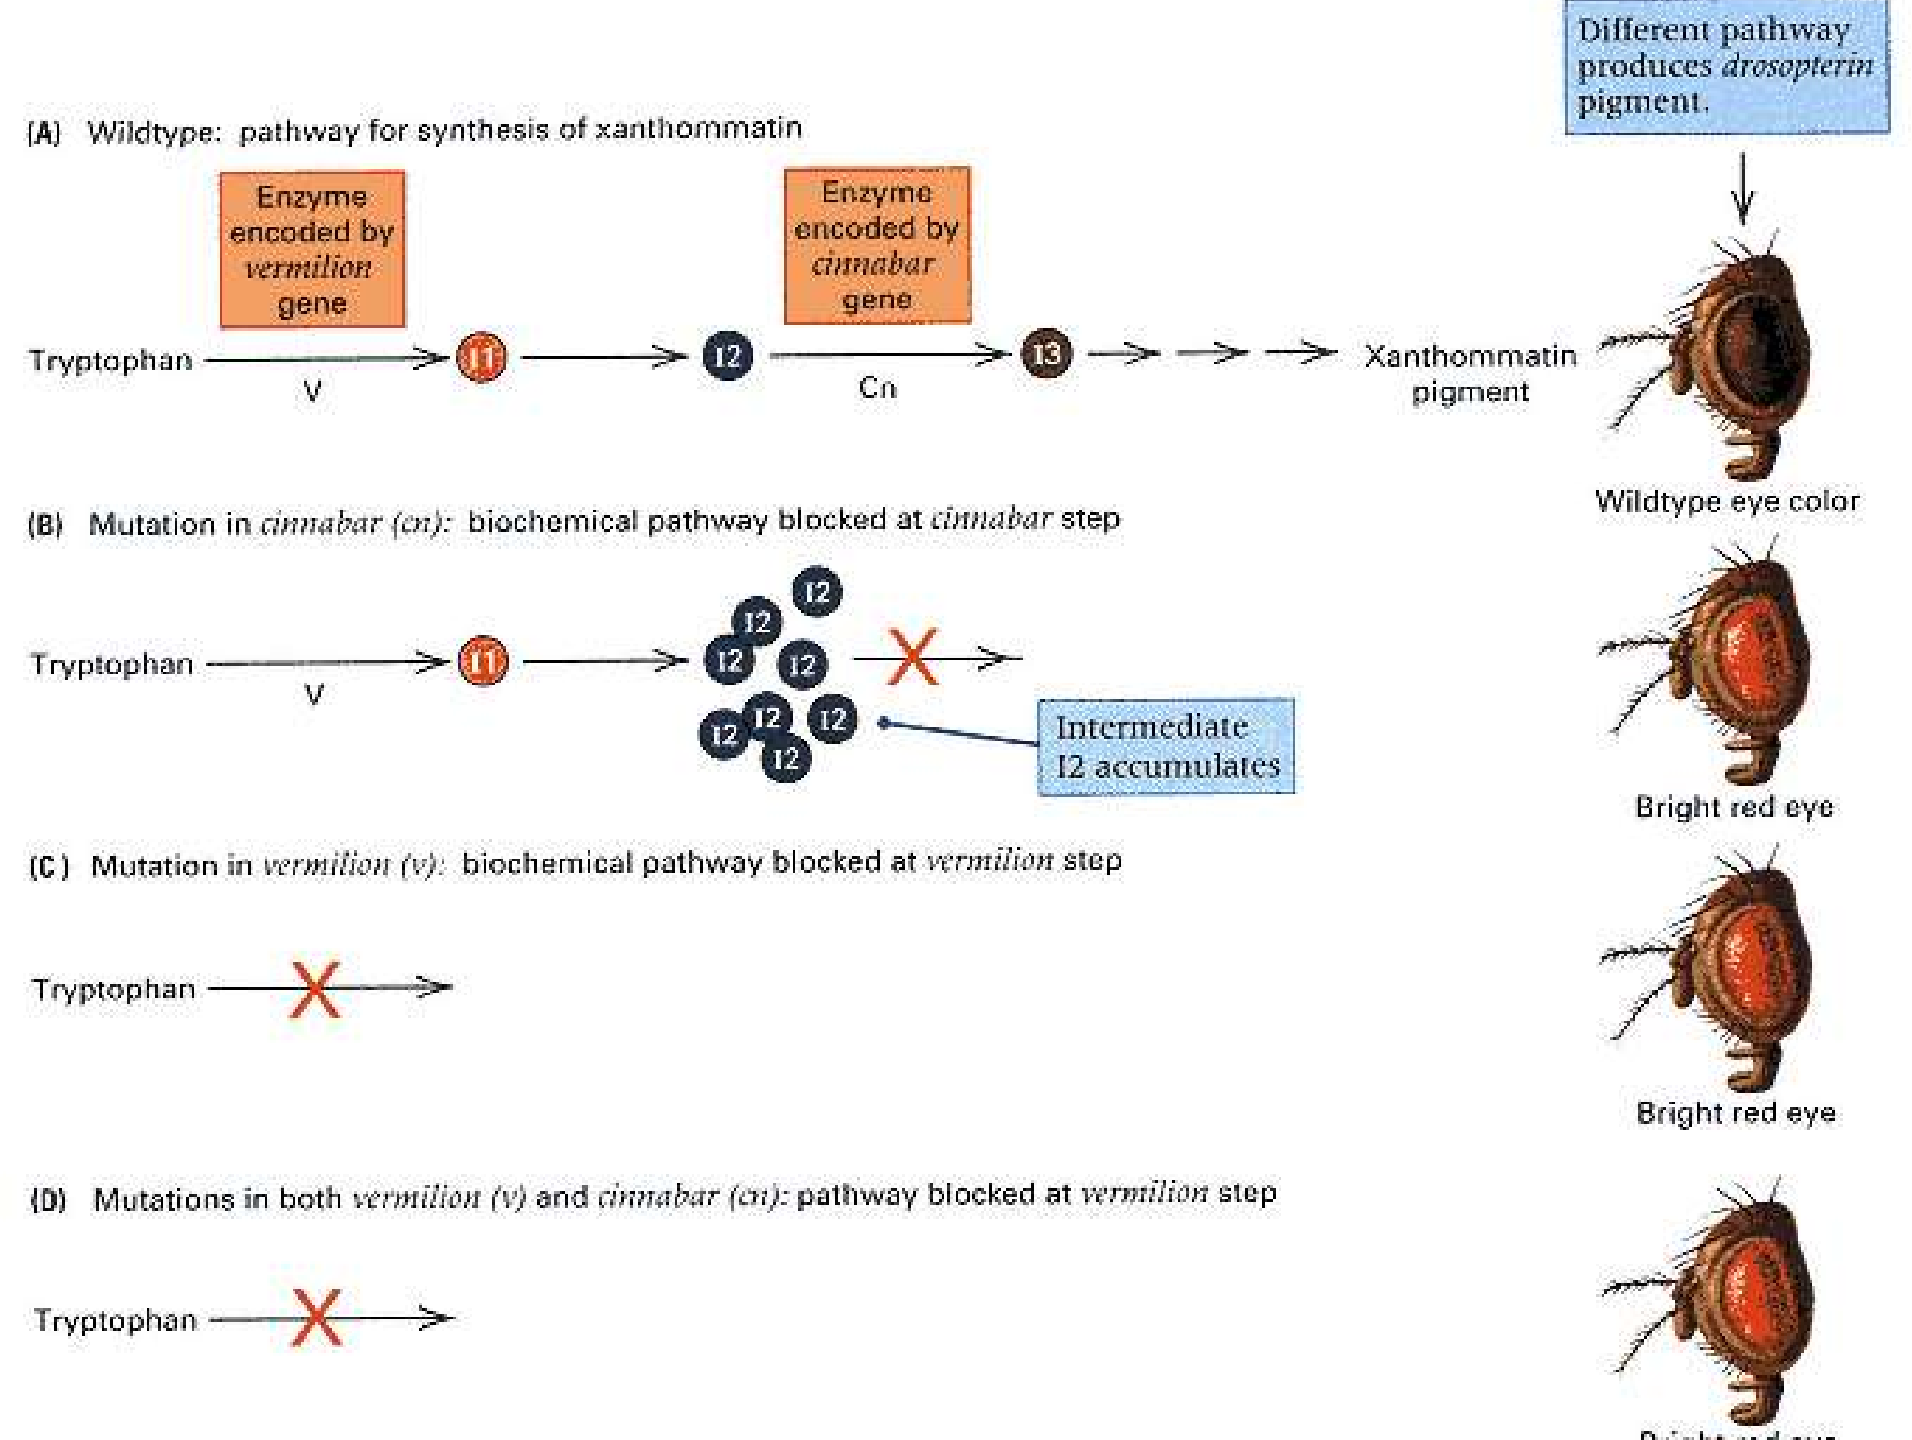 Different pathway
produces drosopterin
pigment.
(A) Wildtype: pathway for synthesis of xanthommatin
Enzyme
encoded by
vermilion
gene
Enzyme
encoded by
cinnabar
gene
Tryptophan
V
I1
I2
Cn
I3
Xanthommatin
pigment
Wildtype eye color
(B) Mutation in cinnabar (cn): biochemical pathway blocked at cinnabar step
Tryptophan
V
I1
I2
I2
I2
I2
I2
I2
I2
I2
Intermediate
I2 accumulates
Bright red eye
(C) Mutation in vermilion (v): biochemical pathway blocked at vermilion step
Tryptophan
X
Bright red eye
(D) Mutations in both vermilion (v) and cinnabar (cn): pathway blocked at vermilion step
Tryptophan
X
Bright red eye